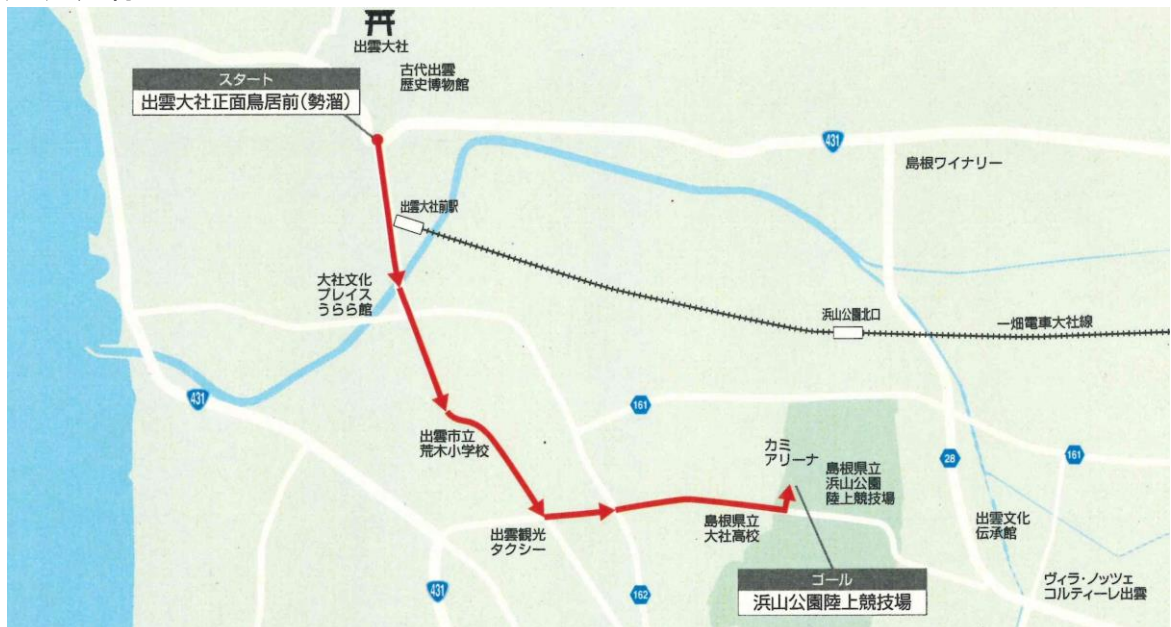 出雲大社
古代出雲
歴史博物館
スタート
出雲大社正面鳥居前(勢溜)
431
島根ワイナリー
出雲大社前駅
大社文化
プレイス
うらら館
浜山公園北口
一畑電車大社線
431
161
出雲市立
荒木小学校
カミ
アリーナ
島根県立
浜山公園
陸上競技場
28
161
出雲観光
タクシー
島根県立
大社高校
出雲文化
伝承館
431
162
ゴール
浜山公園陸上競技場
ヴィラ・ノッツェ
コルティーレ出雲